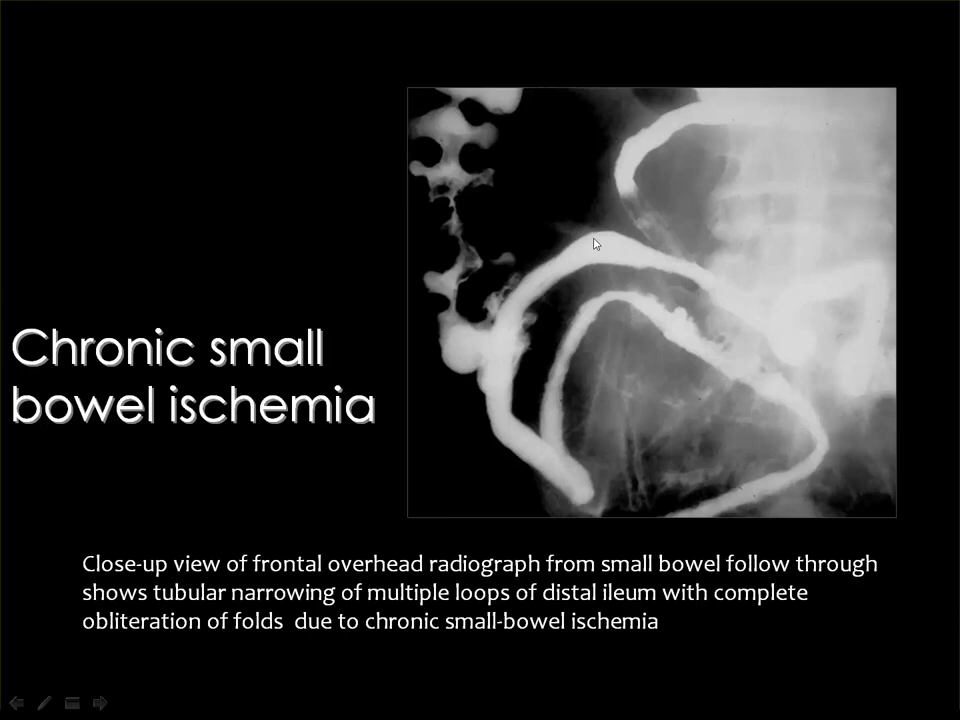 Chronic small
bowel ischemia
Close-up view of frontal overhead radiograph from small bowel follow through
shows tubular narrowing of multiple loops of distal ileum with complete
obliteration of folds  due to chronic small-bowel ischemia